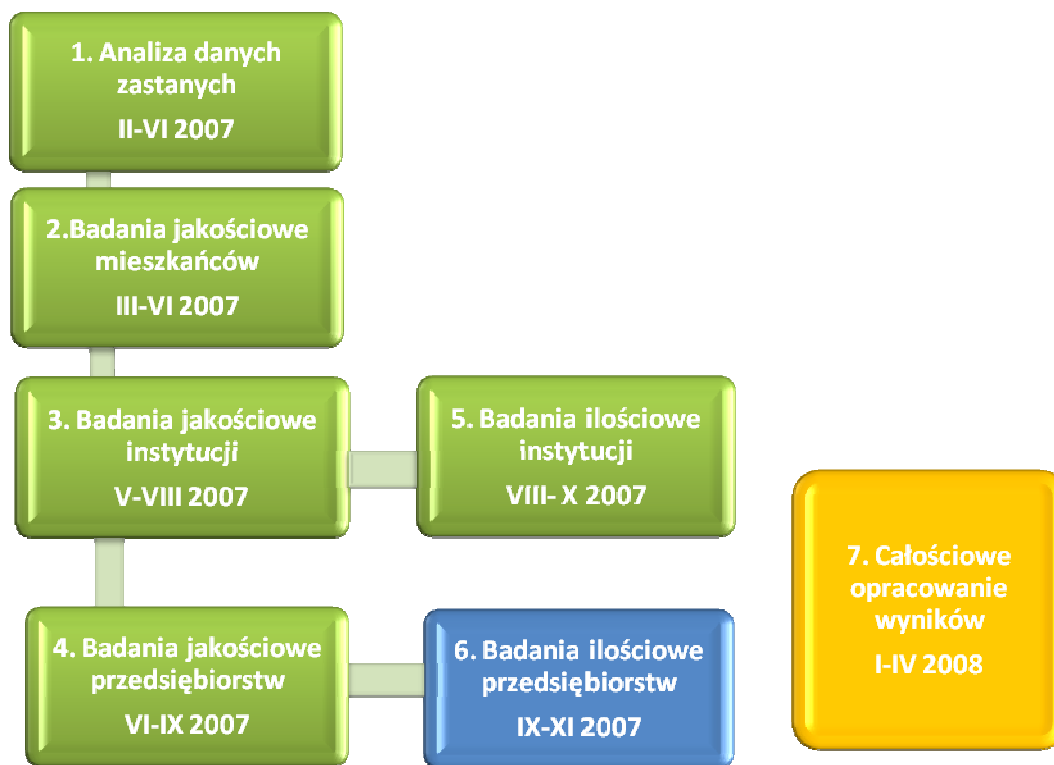 1. Analiza danych
zastanych
II-VI 2007
2.Badania jakościowe
mieszkańców
III-VI 2007
3. Badania jakościowe
instytucji
V-VIII 2007
5. Badania ilościowe
instytucji
VIII- X 2007
4. Badania jakościowe
przedsiębiorstw
VI-IX 2007
6. Badania ilościowe
przedsiębiorstw
IX-XI 2007
7. Całościowe
opracowanie
wyników
I-IV 2008